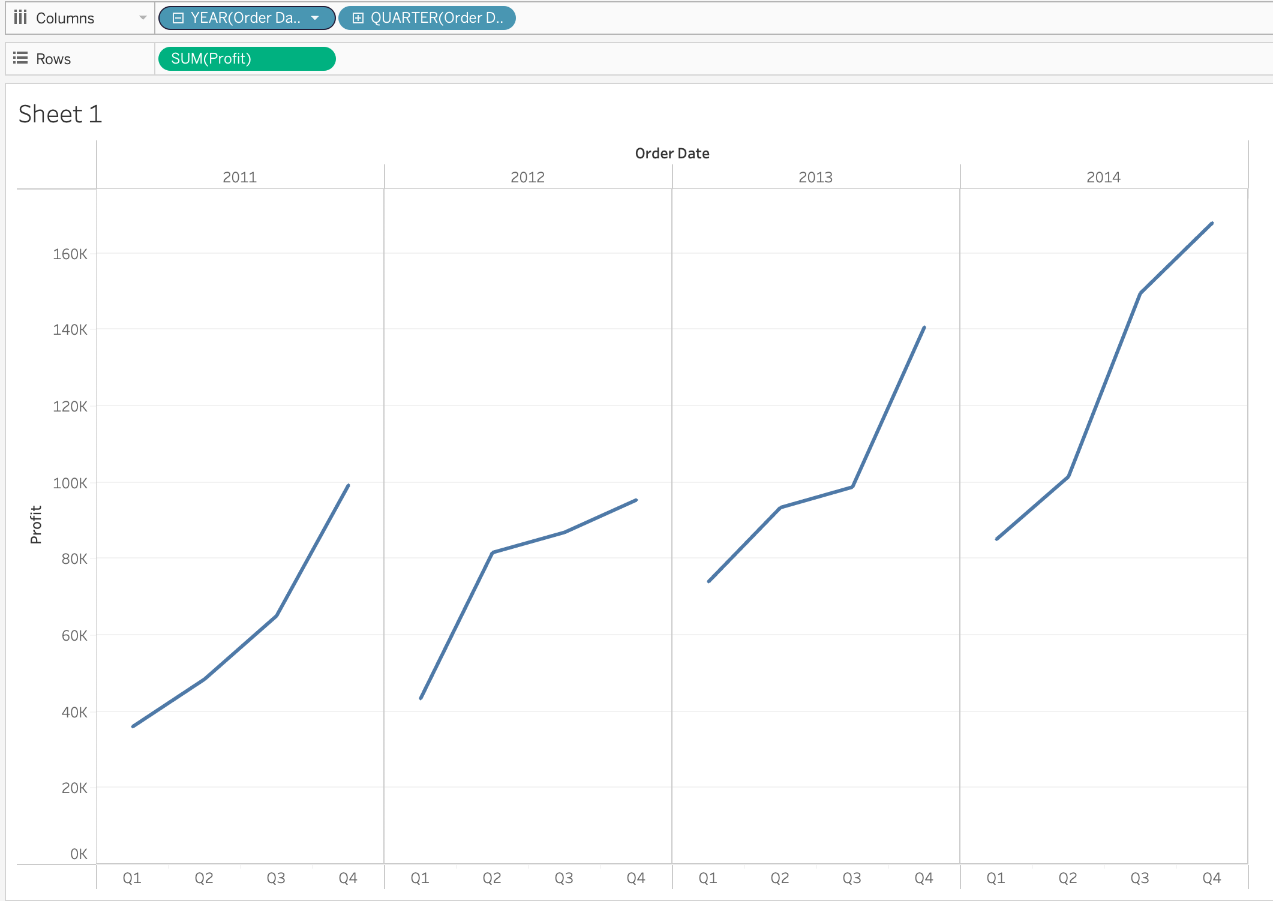 Columns YEAR(Order Da.. QUARTER(Order D..
Rows SUM(Profit)
Sheet 1
Order Date
2011 2012 2013 2014
160K
140K
120K
100K
80K
60K
40K
20K
0K
Profit
Q1 Q2 Q3 Q4 Q1 Q2 Q3 Q4 Q1 Q2 Q3 Q4 Q1 Q2 Q3 Q4